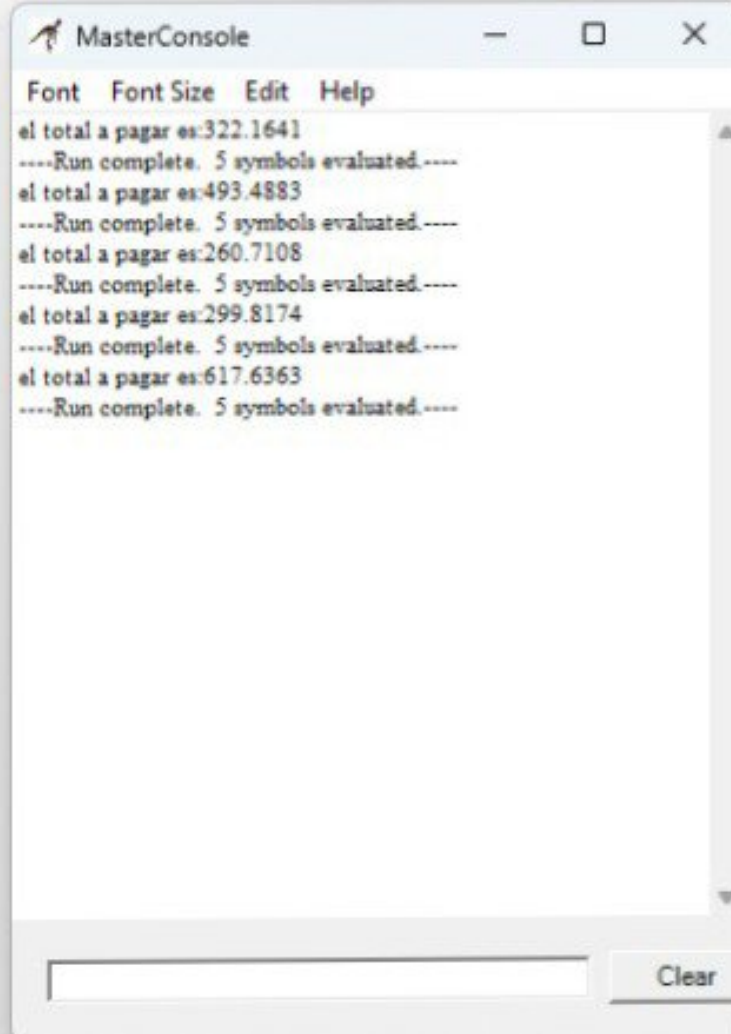 MasterConsole
Font Font Size Edit Help
el total a pagar es:322.1641
----Run complete.  5 symbols evaluated.----
el total a pagar es:493.4883
----Run complete.  5 symbols evaluated.----
el total a pagar es:260.7108
----Run complete.  5 symbols evaluated.----
el total a pagar es:299.8174
----Run complete.  5 symbols evaluated.----
el total a pagar es:617.6363
----Run complete.  5 symbols evaluated.----
Clear